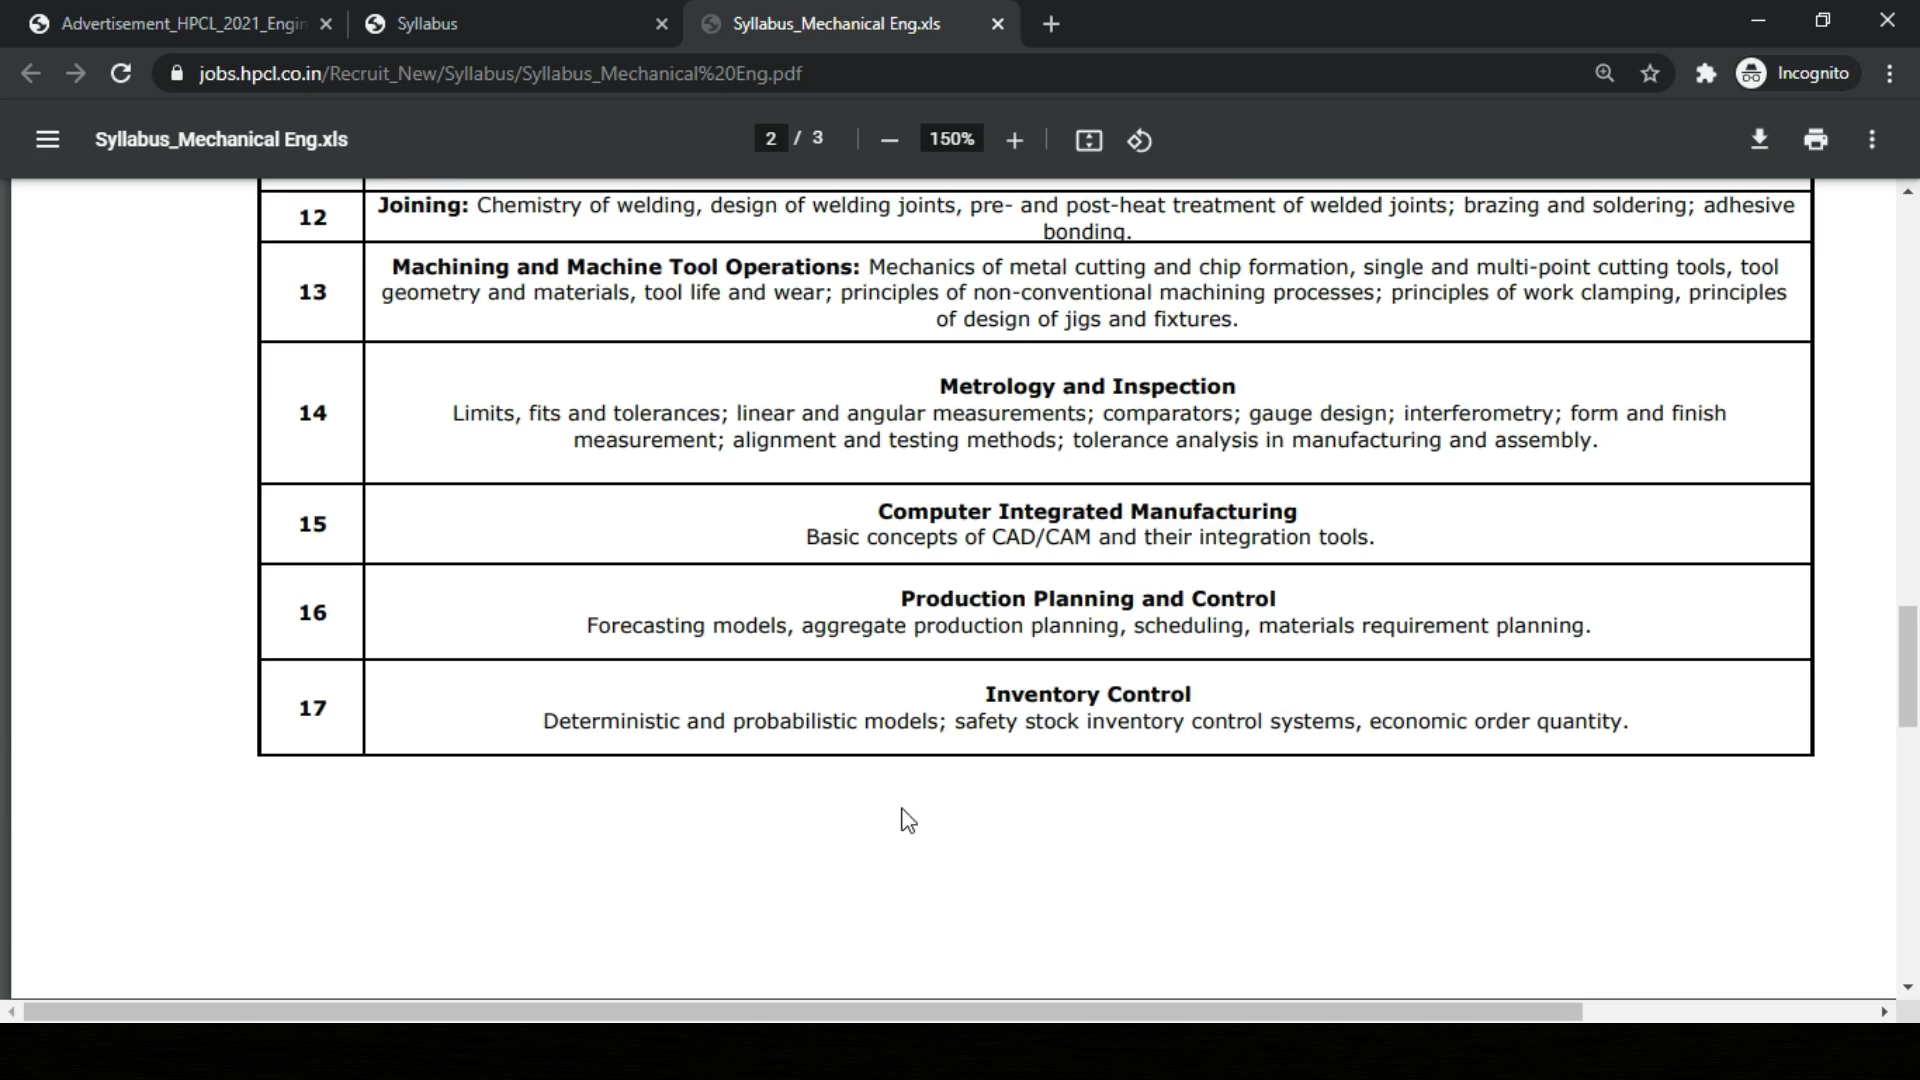 Advertisement_HPCL_2021_Engin
Syllabus
Syllabus_Mechanical Eng.xls
jobs.hpcl.co.in/Recruit_New/Syllabus/Syllabus_Mechanical%20Eng.pdf
Incognito
Syllabus_Mechanical Eng.xls
2 / 3
150%
12
Joining: Chemistry of welding, design of welding joints, pre- and post-heat treatment of welded joints; brazing and soldering; adhesive
bonding.
13
Machining and Machine Tool Operations: Mechanics of metal cutting and chip formation, single and multi-point cutting tools, tool
geometry and materials, tool life and wear; principles of non-conventional machining processes; principles of work clamping, principles
of design of jigs and fixtures.
14
Metrology and Inspection
Limits, fits and tolerances; linear and angular measurements; comparators; gauge design; interferometry; form and finish
measurement; alignment and testing methods; tolerance analysis in manufacturing and assembly.
15
Computer Integrated Manufacturing
Basic concepts of CAD/CAM and their integration tools.
16
Production Planning and Control
Forecasting models, aggregate production planning, scheduling, materials requirement planning.
17
Inventory Control
Deterministic and probabilistic models; safety stock inventory control systems, economic order quantity.